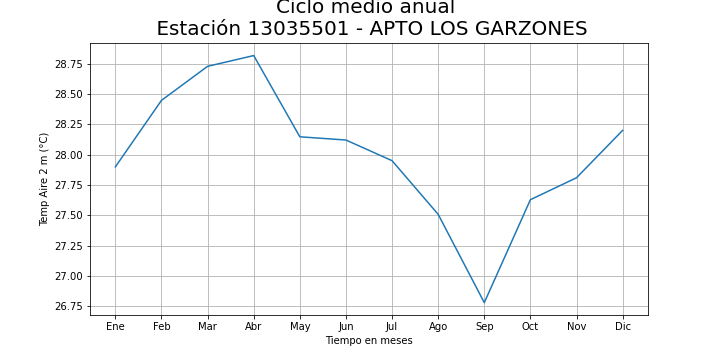 Ciclo medio anual
Estación 13035501 - APTO LOS GARZONES
Temp Aire 2 m (°C)
28.75
28.50
28.25
28.00
27.75
27.50
27.25
27.00
26.75
Ene Feb Mar Abr May Jun Jul Ago Sep Oct Nov Dic
Tiempo en meses